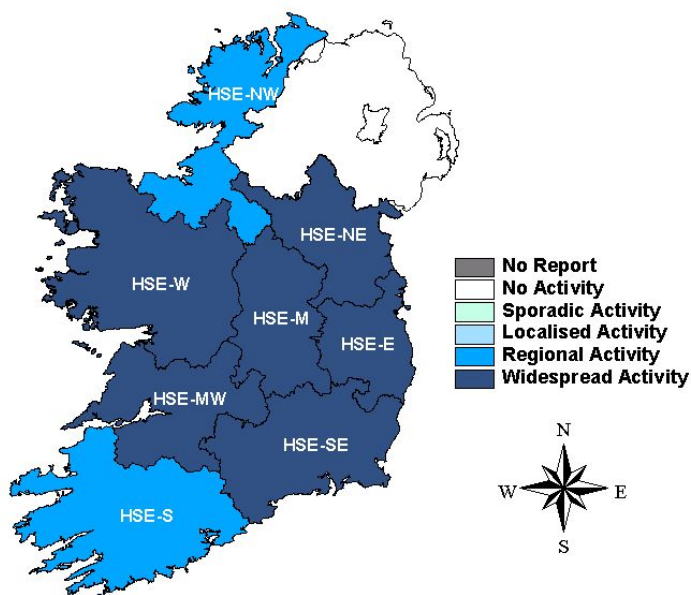 HSE-NW
HSE-NE
HSE-W
HSE-M
HSE-E
HSE-MW
HSE-SE
HSE-S
No Report
No Activity
Sporadic Activity
Localised Activity
Regional Activity
Widespread Activity
N
W E
S